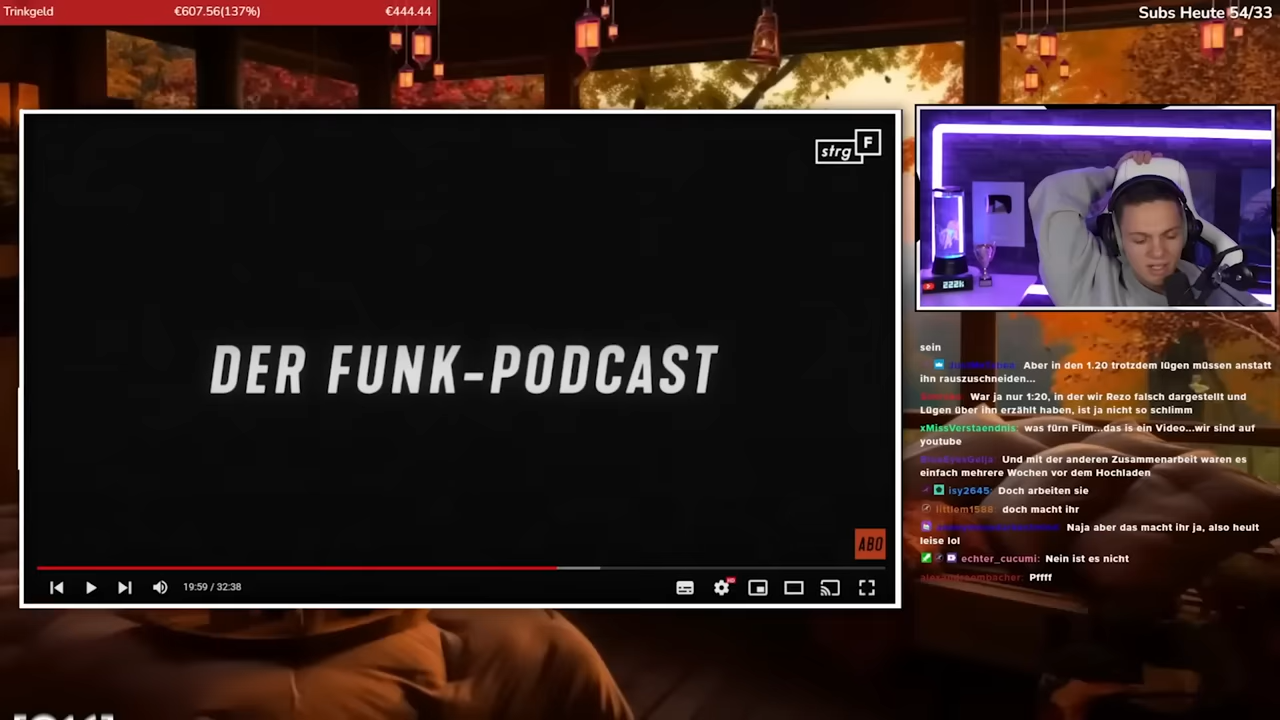 Trinkgeld €607.56(137%) €444.44
Subs Heute 54/33
strg F
DER FUNK-PODCAST
ABO
19:59 / 32:38
HD
222k
sein
Aber in den 1.20 trotzdem lügen müssen anstatt
ihn rauszuschneiden...
War ja nur 1:20, in der wir Rezo falsch dargestellt und
Lügen über ihn erzählt haben, ist ja nicht so schlimm
xMissVerstaendnis: was fürn Film...das is ein Video...wir sind auf
youtube
Und mit der anderen Zusammenarbeit waren es
einfach mehrere Wochen vor dem Hochladen
isy2645: Doch arbeiten sie
littlem1588: doch macht ihr
Naja aber das macht ihr ja, also heult
leise lol
echter_cucumi: Nein ist es nicht
Pffff